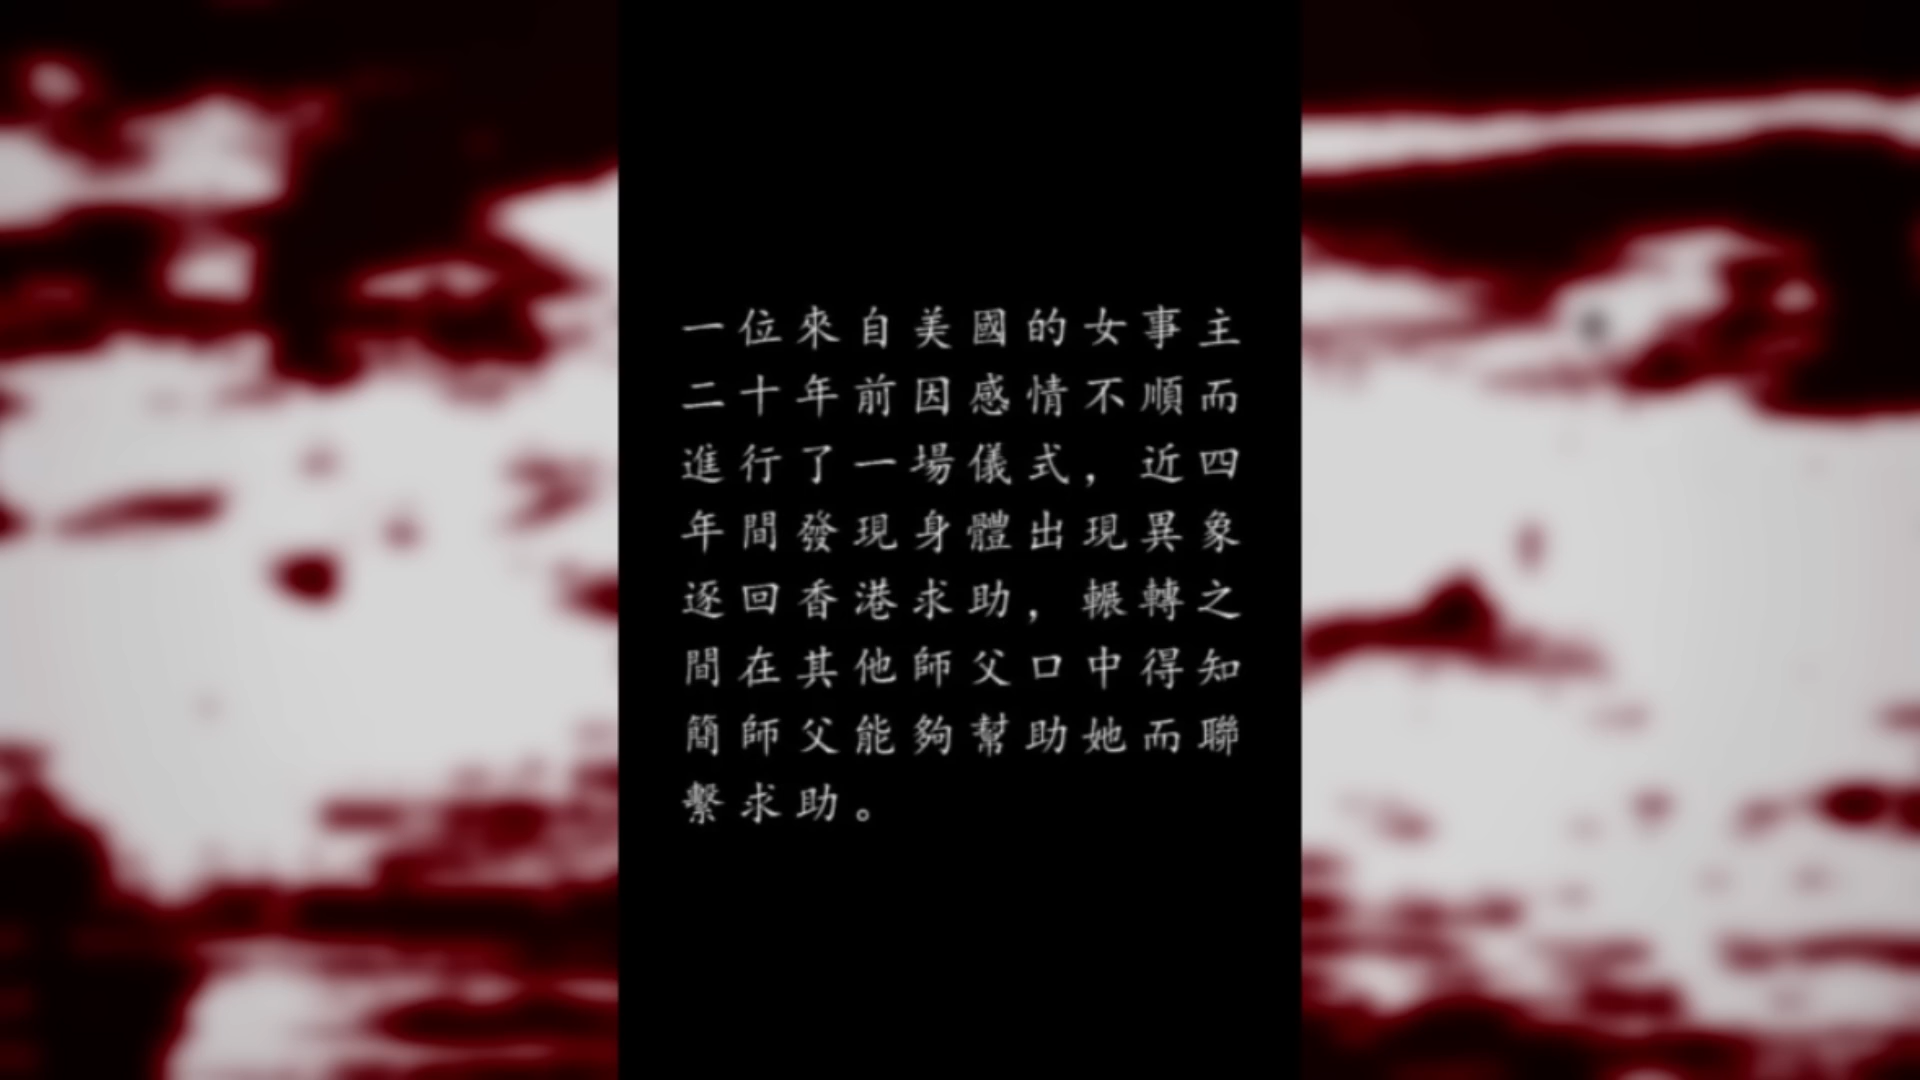 一位來自美國的女事主
二十年前因感情不順而
進行了一場儀式，近四
年間發現身體出現異象
逐回香港求助，輾轉之
間在其他師父口中得知
簡師父能夠幫助她而聯
繫求助。